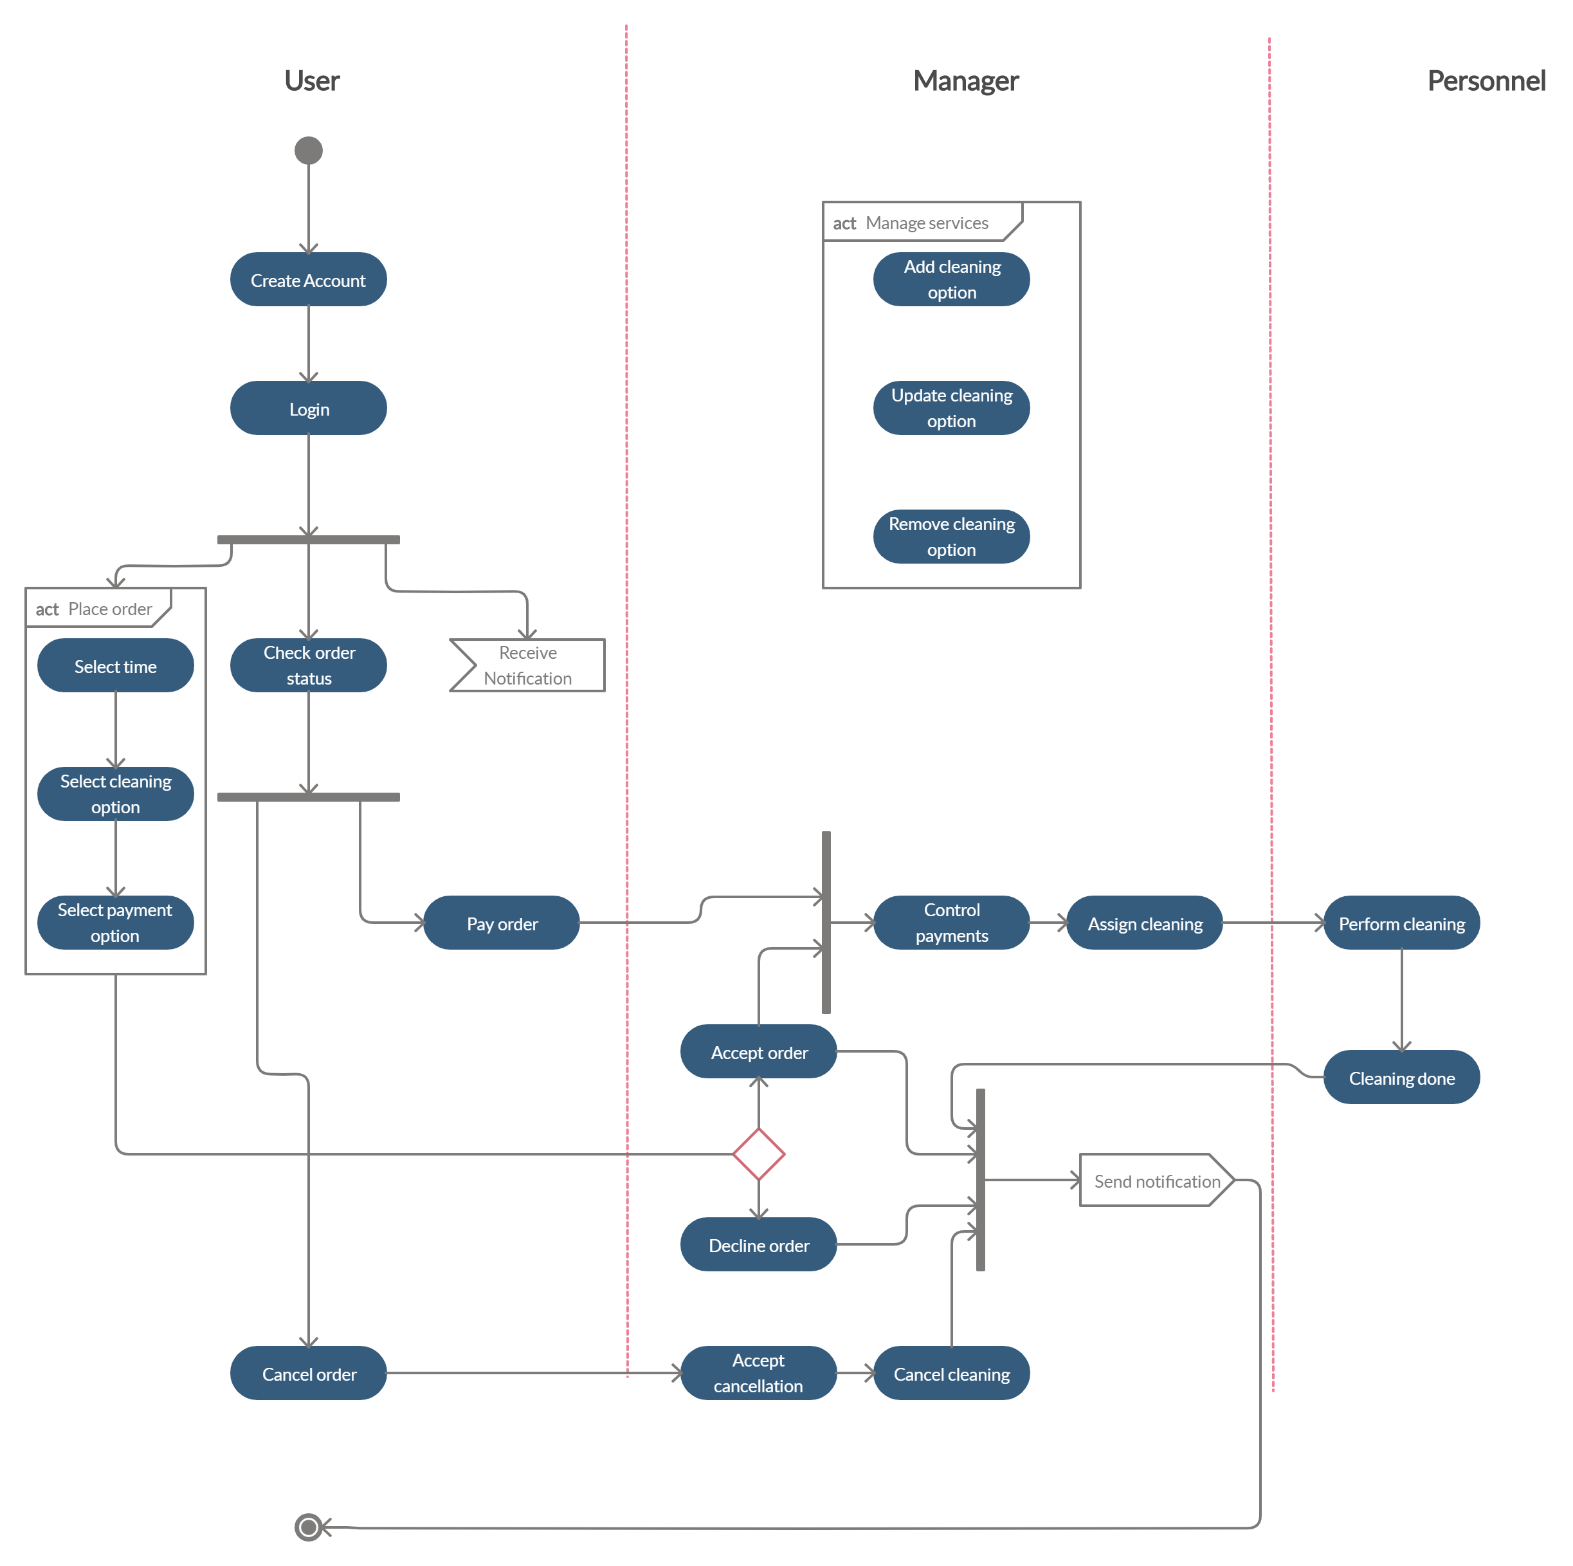 User
Manager
Personnel
act Manage services
Add cleaning
option
Create Account
Update cleaning
option
Login
Remove cleaning
option
act Place order
Select time
Check order
status
Receive
Notification
Select cleaning
option
Select payment
option
Pay order
Control
payments
Assign cleaning
Perform cleaning
Accept order
Cleaning done
Send notification
Decline order
Cancel order
Accept
cancellation
Cancel cleaning